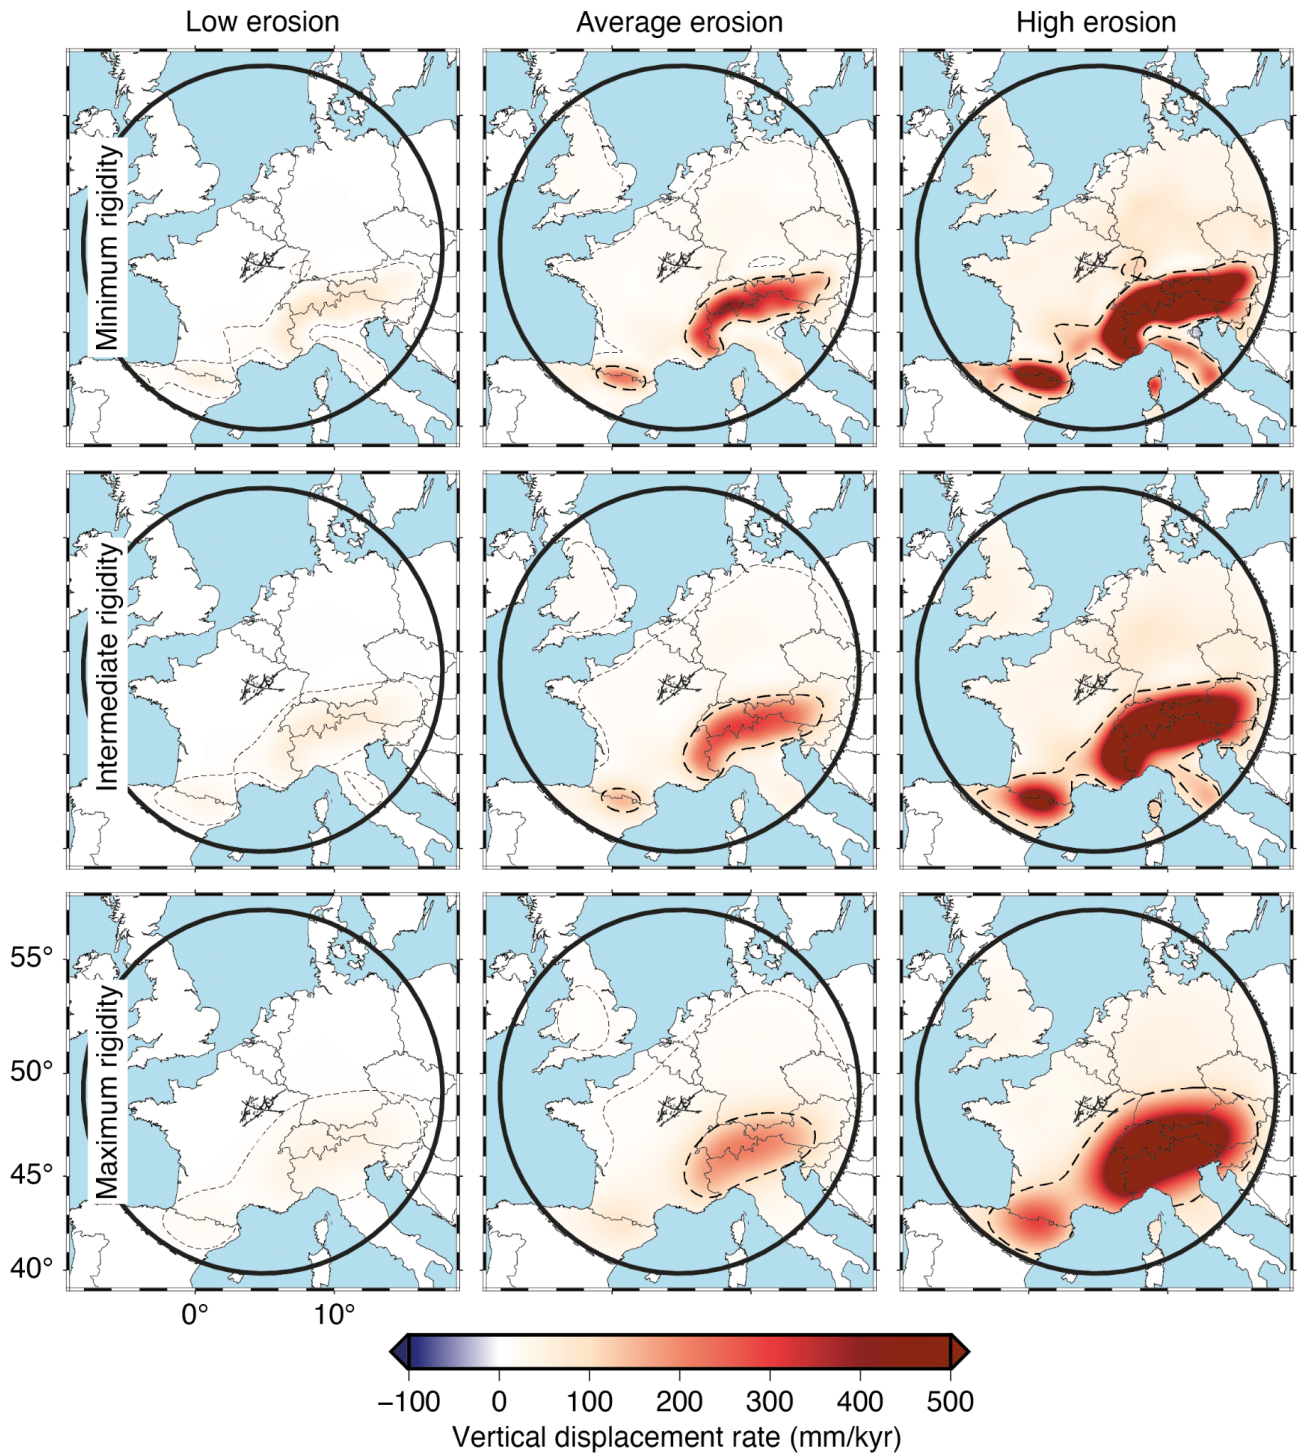 Low erosion Average erosion High erosion
Minimum rigidity
Intermediate rigidity
Maximum rigidity
55°
50°
45°
40°
0° 10°
−100 0 100 200 300 400 500
Vertical displacement rate (mm/kyr)